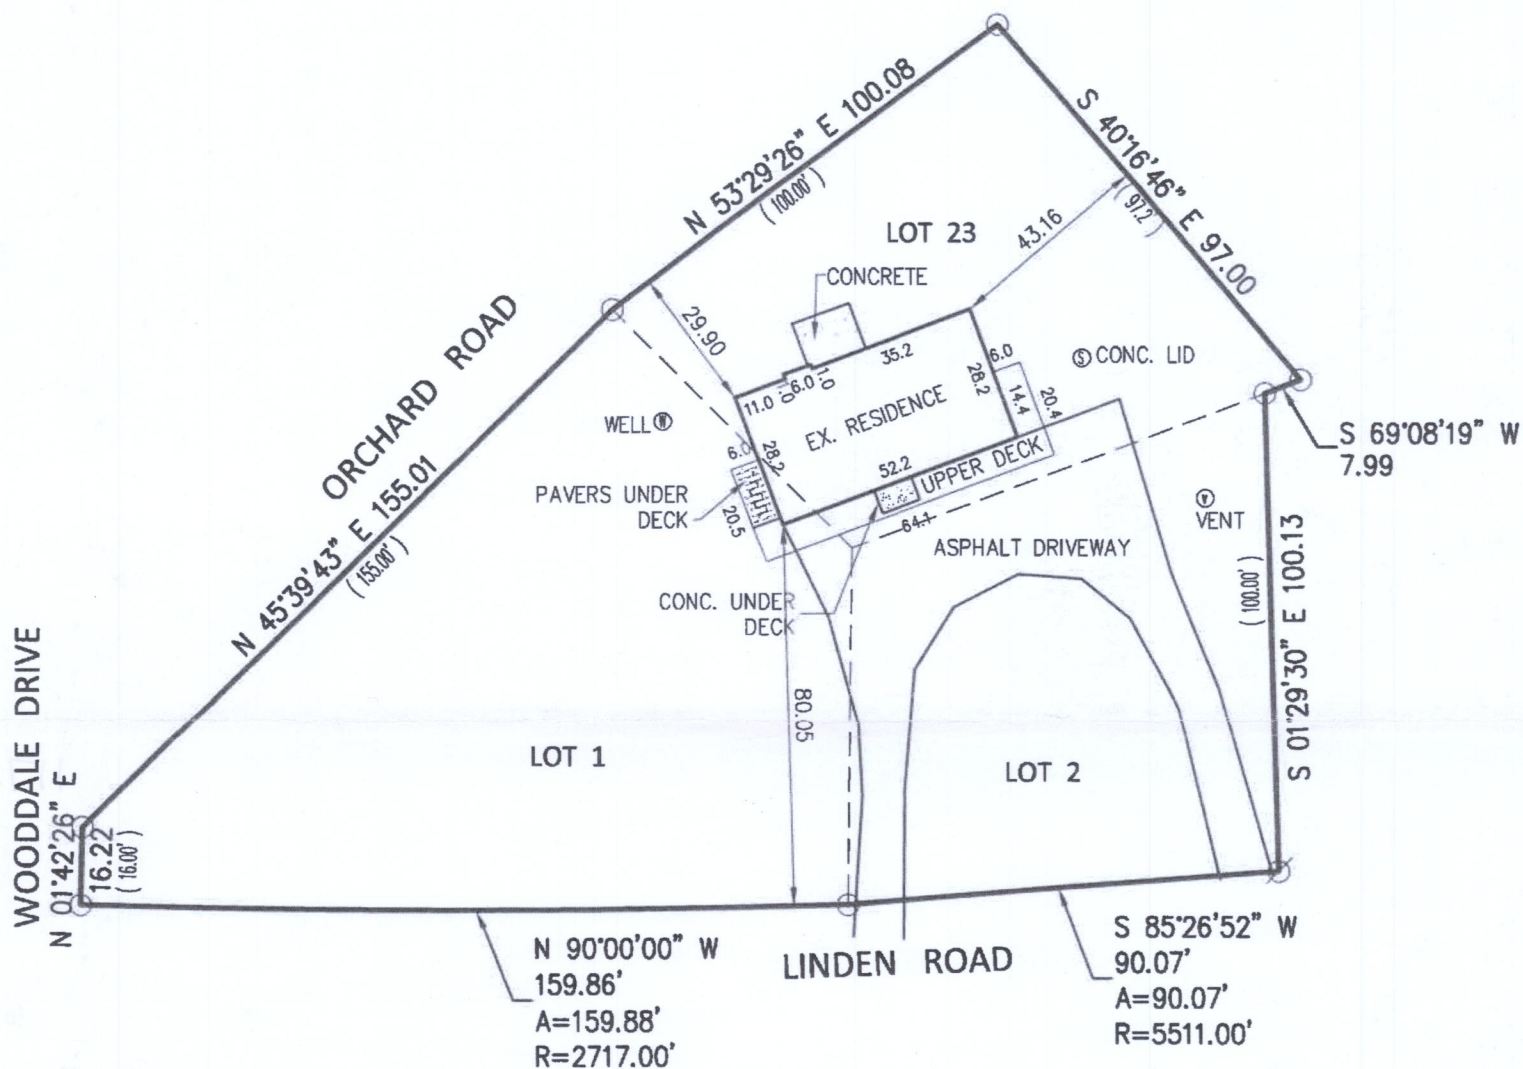 N 53°29'26" E 100.08
(100.00')
S 40°16'46" E 97.00
(97.2')
LOT 23
43.16
CONCRETE
29.90
35.2
ORCHARD ROAD
N 45°39'43" E 155.01
(155.00')
11.0
1.0
6.0
1.0
6.0
28.2
14.4
20.4
Ⓢ CONC. LID
WELL Ⓦ
EX. RESIDENCE
S 69°08'19" W
7.99
6.0
28.2
52.2
UPPER DECK
PAVERS UNDER
DECK
20.5
64.1
Ⓥ
VENT
ASPHALT DRIVEWAY
(100.00')
S 01°29'30" E 100.13
CONC. UNDER
DECK
80.05
WOODDALE DRIVE
N 01°42'26" E
16.22
(16.00')
LOT 1
LOT 2
N 90°00'00" W
159.86'
A=159.88'
R=2717.00'
LINDEN ROAD
S 85°26'52" W
90.07'
A=90.07'
R=5511.00'